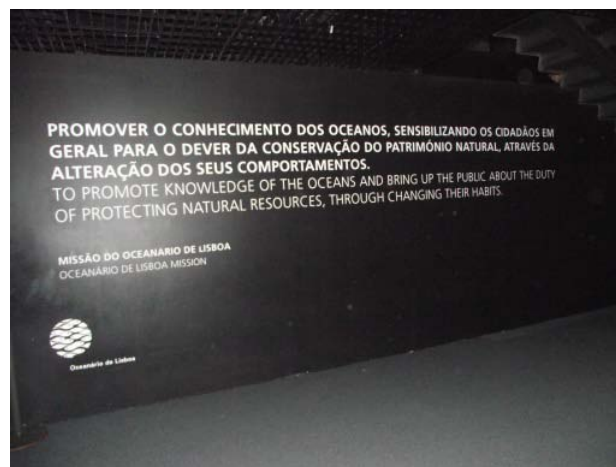 PROMOVER O CONHECIMENTO DOS OCEANOS, SENSIBILIZANDO OS CIDADÃOS EM
GERAL PARA O DEVER DA CONSERVAÇÃO DO PATRIMÓNIO NATURAL, ATRAVÉS DA
ALTERAÇÃO DOS SEUS COMPORTAMENTOS.
TO PROMOTE KNOWLEDGE OF THE OCEANS AND BRING UP THE PUBLIC ABOUT THE DUTY
OF PROTECTING NATURAL RESOURCES, THROUGH CHANGING THEIR HABITS.
MISSÃO DO OCEANARIO DE LISBOA
OCEANÁRIO DE LISBOA MISSION
Oceanário de Lisboa